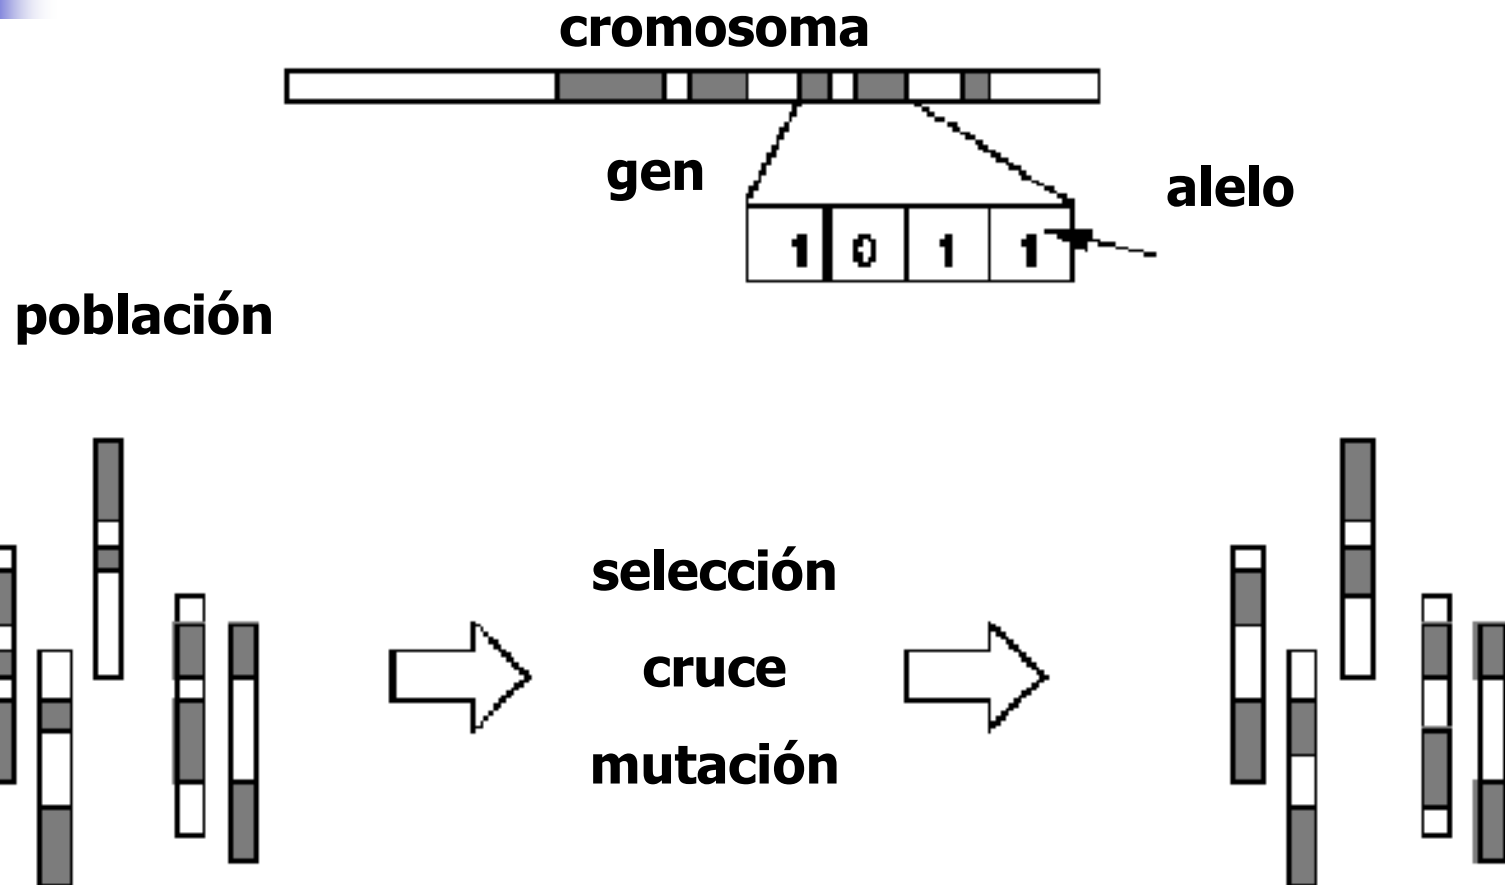 cromosoma
gen
alelo
1 0 1 1
población
selección
cruce
mutación